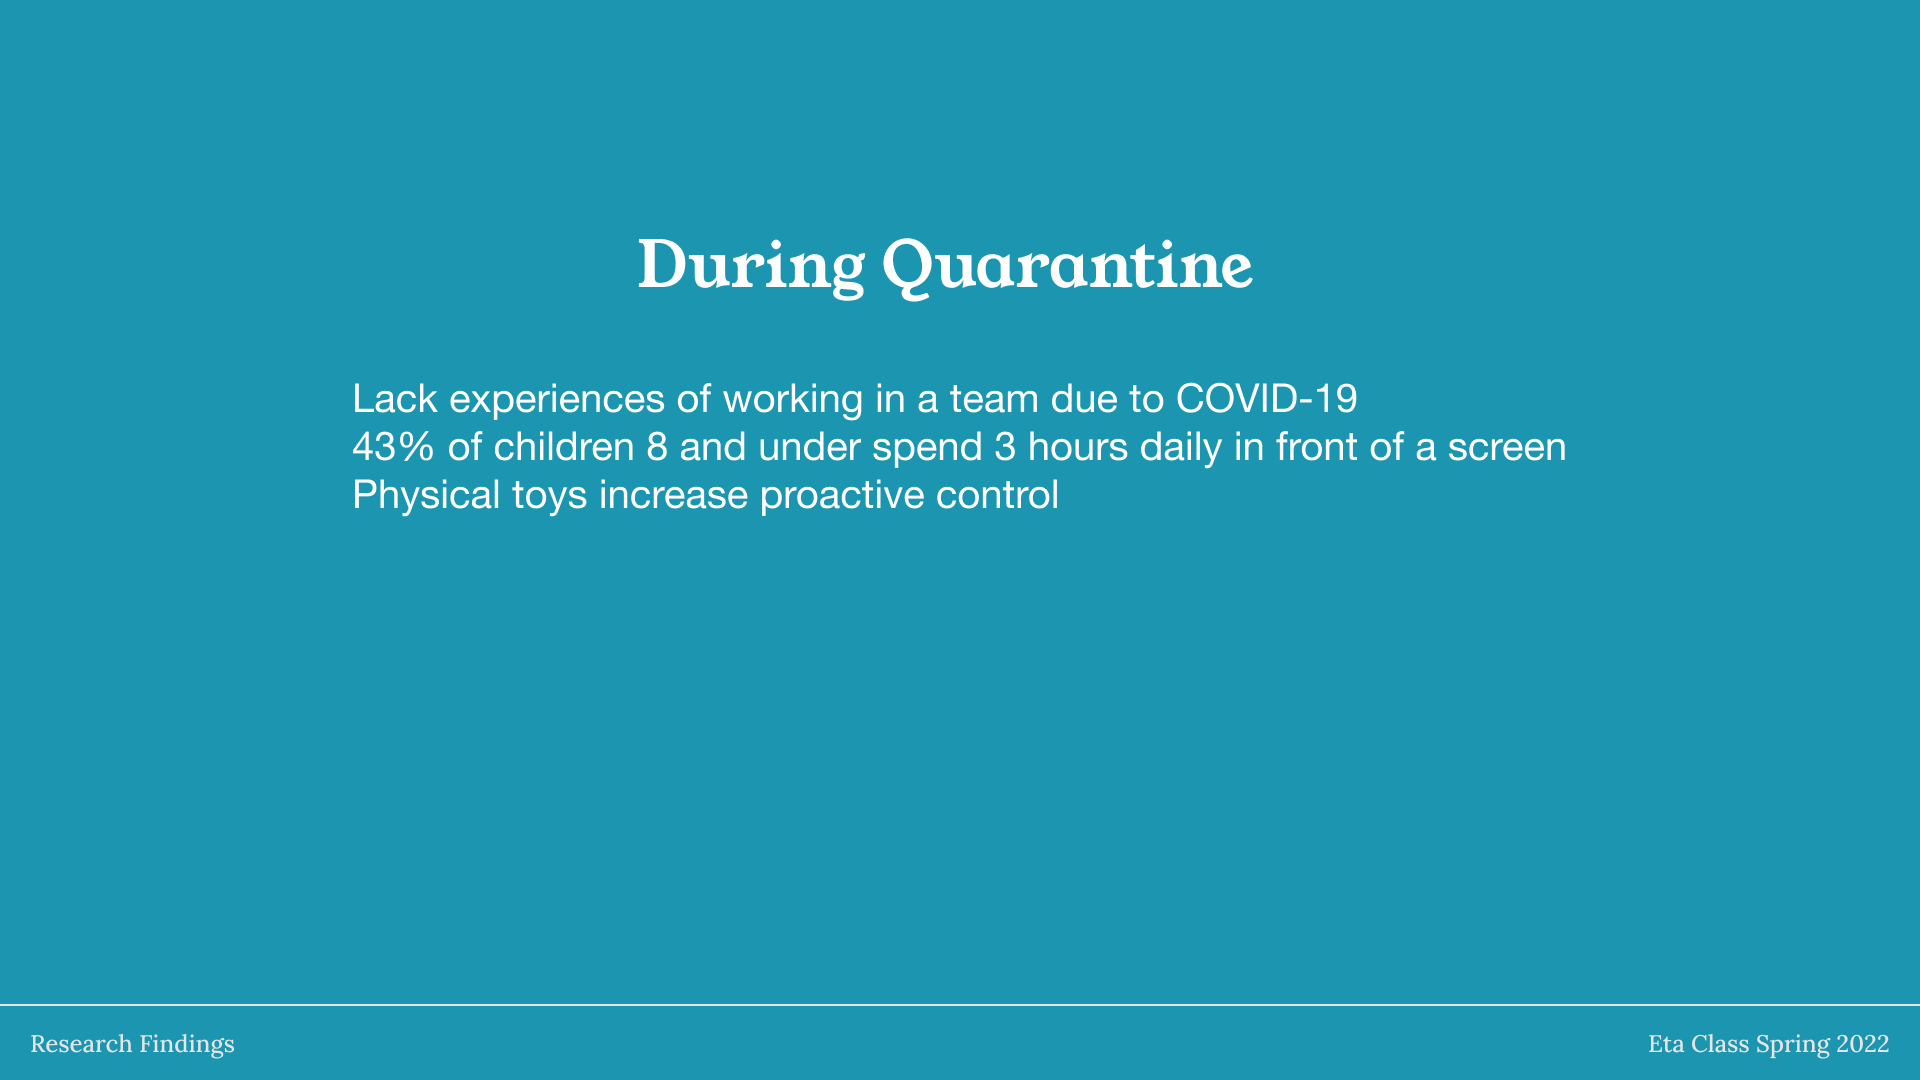 During Quarantine
Lack experiences of working in a team due to COVID-19
43% of children 8 and under spend 3 hours daily in front of a screen
Physical toys increase proactive control
Research Findings
Eta Class Spring 2022